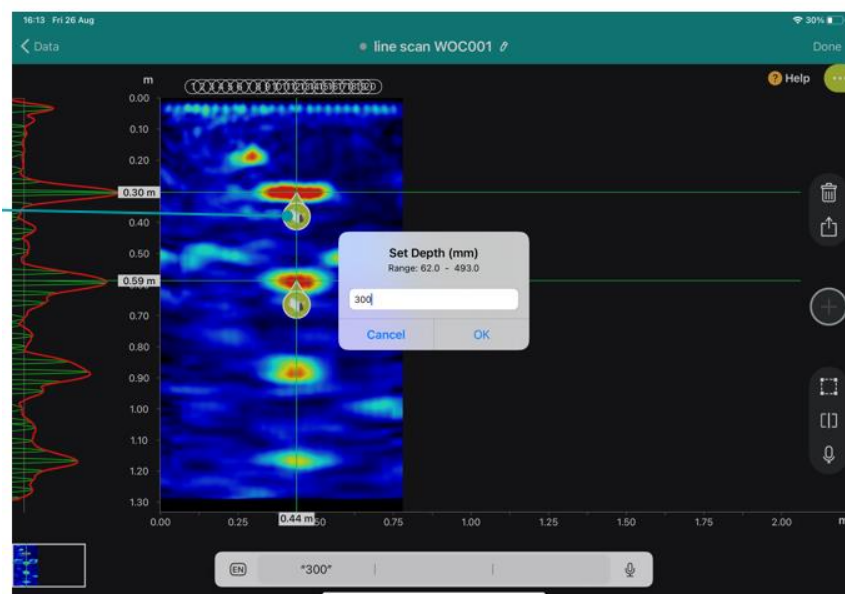 16:13 Fri 26 Aug
30%
Data
line scan WOC001
Done
Help
m
0.00
0.10
0.20
0.30 m
0.40
0.50
0.59 m
0.70
0.80
0.90
1.00
1.10
1.20
1.30
Set Depth (mm)
Range: 62.0 - 493.0
300
Cancel
OK
0.00
0.25
0.44 m
0.75
1.00
1.25
1.50
1.75
2.00
m
EN
"300"